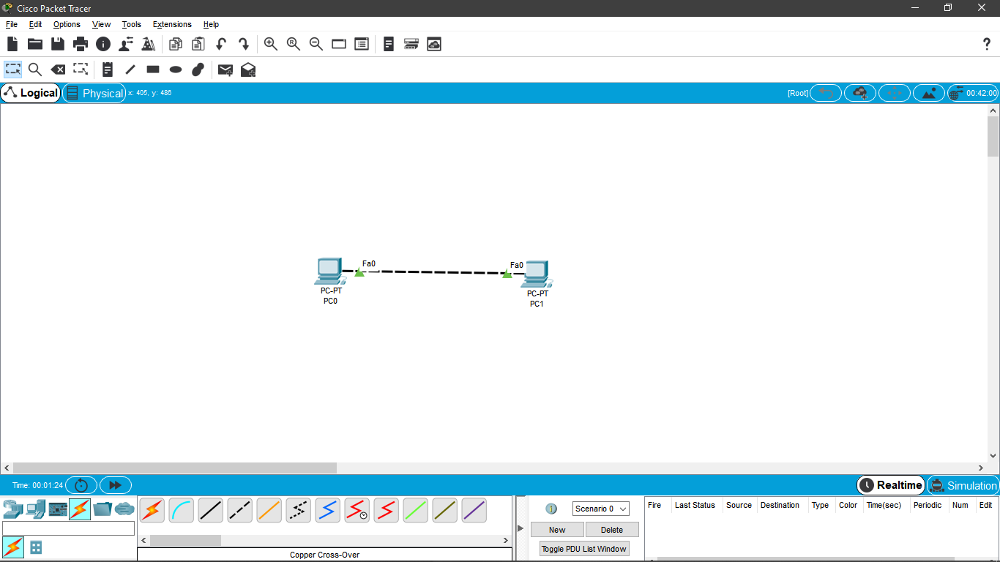 Cisco Packet Tracer
File Edit Options View Tools Extensions Help
R
?
Logical Physical x: 405, y: 486 [Root] 00:42:00
Fa0 Fa0
PC-PT PC-PT
PC0 PC1
Time: 00:01:24 Realtime Simulation
Scenario 0
New Delete
Toggle PDU List Window
Fire Last Status Source Destination Type Color Time(sec) Periodic Num Edit
Copper Cross-Over